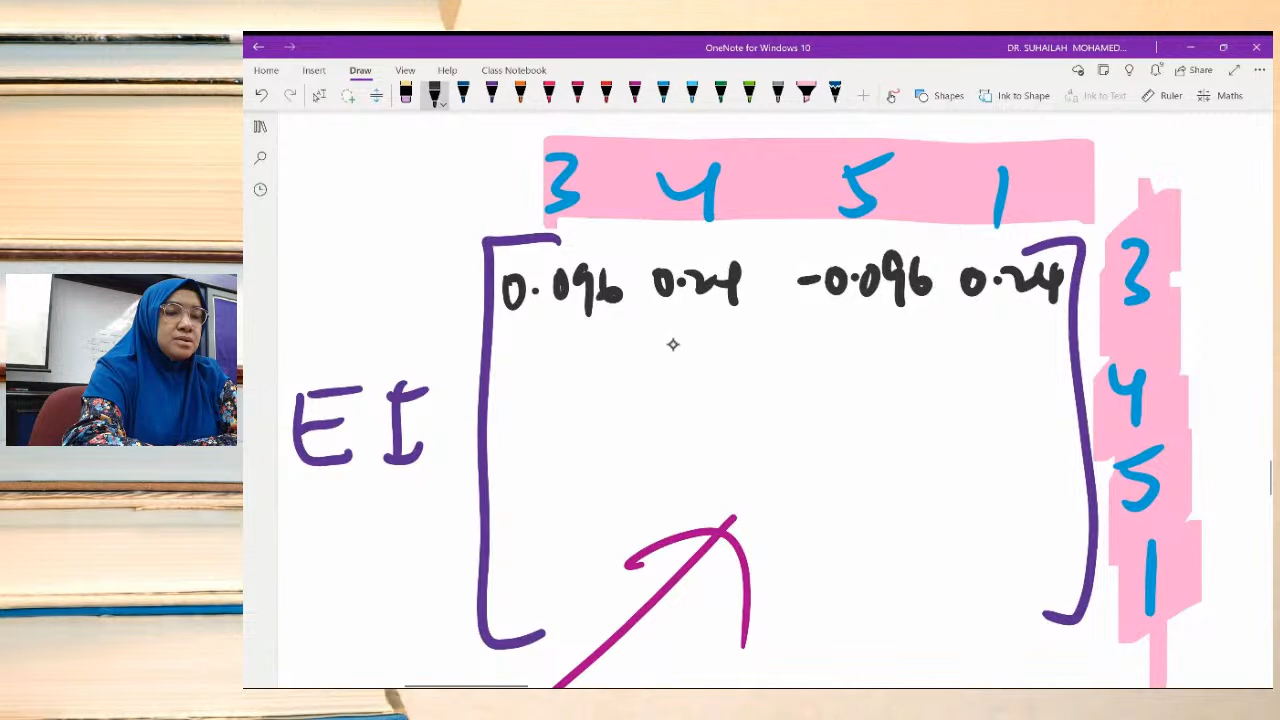 OneNote for Windows 10 DR. SUHAILAH MOHAMED...
Home Insert Draw View Help Class Notebook Share
Shapes Ink to Shape Ink to Text Ruler Maths
3 4 5 1
0.096 0.24 -0.096 0.24
3
EI
4
5
1